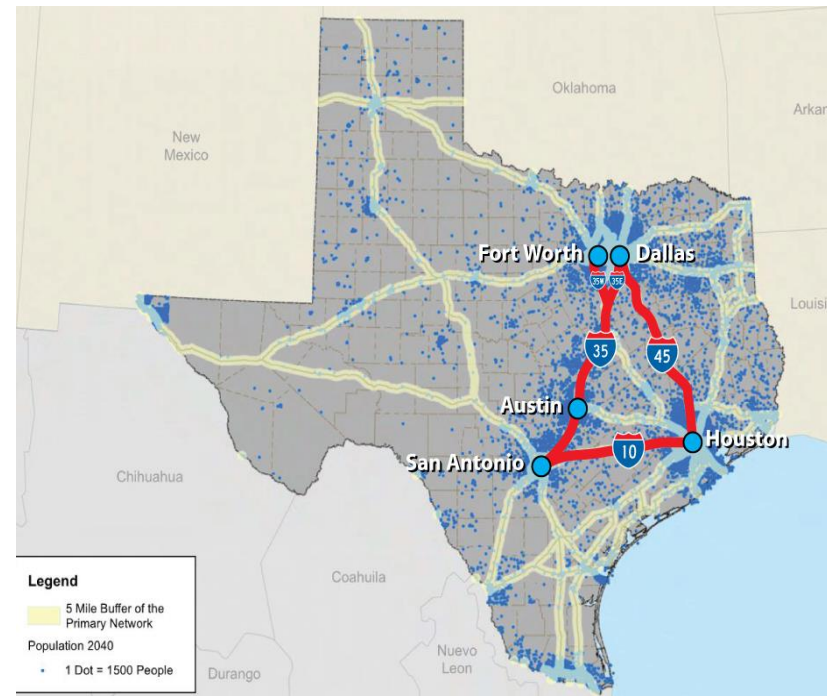 Oklahoma
Arkan
New
Mexico
Fort Worth
Dallas
35W
35E
Louisi
35
45
Austin
Houston
San Antonio
10
Chihuahua
Coahuila
Legend
5 Mile Buffer of the
Primary Network
Population 2040
1 Dot = 1500 People
Nuevo
Leon
Durango